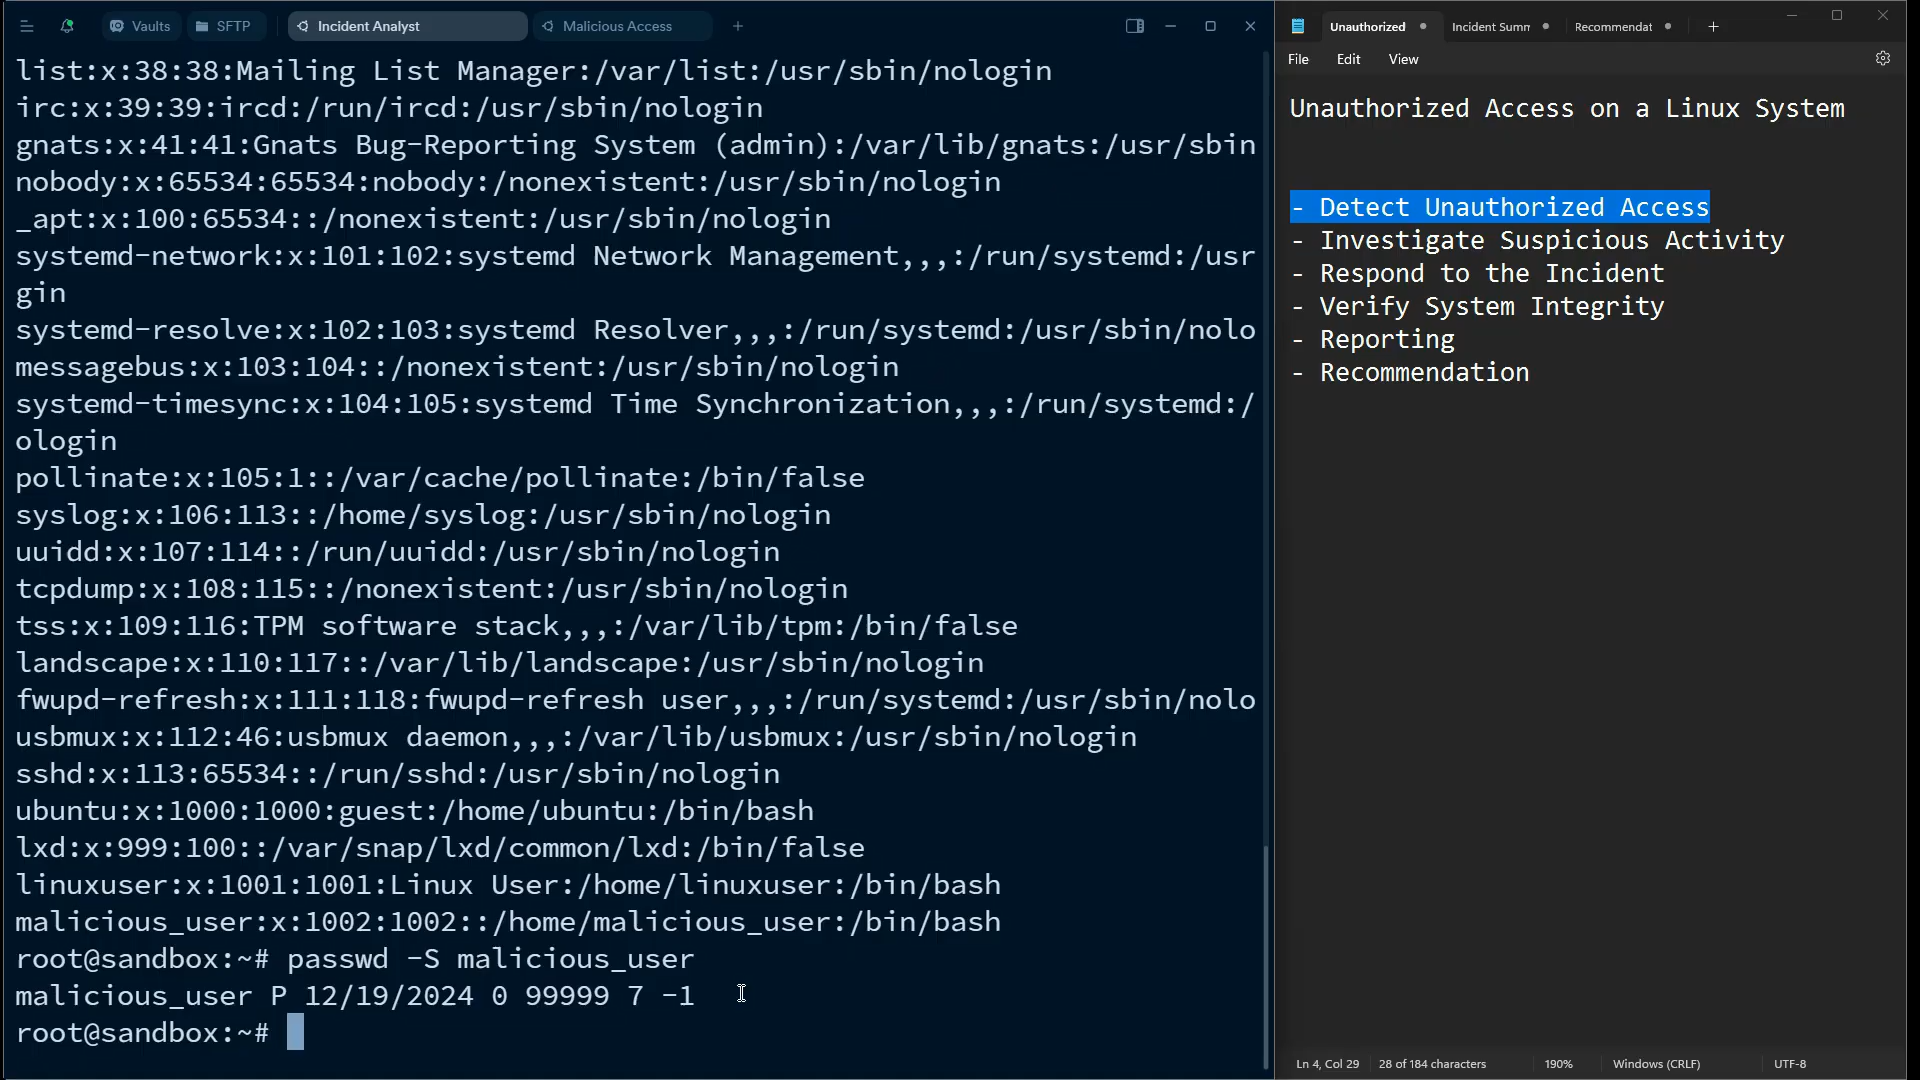 Vaults
SFTP
Incident Analyst
Malicious Access
list:x:38:38:Mailing List Manager:/var/list:/usr/sbin/nologin
irc:x:39:39:ircd:/run/ircd:/usr/sbin/nologin
gnats:x:41:41:Gnats Bug-Reporting System (admin):/var/lib/gnats:/usr/sbin
nobody:x:65534:65534:nobody:/nonexistent:/usr/sbin/nologin
_apt:x:100:65534::/nonexistent:/usr/sbin/nologin
systemd-network:x:101:102:systemd Network Management,,,:/run/systemd:/usr
gin
systemd-resolve:x:102:103:systemd Resolver,,,:/run/systemd:/usr/sbin/nolo
messagebus:x:103:104::/nonexistent:/usr/sbin/nologin
systemd-timesync:x:104:105:systemd Time Synchronization,,,:/run/systemd:/
ologin
pollinate:x:105:1::/var/cache/pollinate:/bin/false
syslog:x:106:113::/home/syslog:/usr/sbin/nologin
uuidd:x:107:114::/run/uuidd:/usr/sbin/nologin
tcpdump:x:108:115::/nonexistent:/usr/sbin/nologin
tss:x:109:116:TPM software stack,,,:/var/lib/tpm:/bin/false
landscape:x:110:117::/var/lib/landscape:/usr/sbin/nologin
fwupd-refresh:x:111:118:fwupd-refresh user,,,:/run/systemd:/usr/sbin/nolo
usbmux:x:112:46:usbmux daemon,,,:/var/lib/usbmux:/usr/sbin/nologin
sshd:x:113:65534::/run/sshd:/usr/sbin/nologin
ubuntu:x:1000:1000:guest:/home/ubuntu:/bin/bash
lxd:x:999:100::/var/snap/lxd/common/lxd:/bin/false
linuxuser:x:1001:1001:Linux User:/home/linuxuser:/bin/bash
malicious_user:x:1002:1002::/home/malicious_user:/bin/bash
root@sandbox:~# passwd -S malicious_user
malicious_user P 12/19/2024 0 99999 7 -1
root@sandbox:~#
Unauthorized
Incident Summ
Recommendat
File Edit View
Unauthorized Access on a Linux System
- Detect Unauthorized Access
- Investigate Suspicious Activity
- Respond to the Incident
- Verify System Integrity
- Reporting
- Recommendation
Ln 4, Col 29 28 of 184 characters 190% Windows (CRLF) UTF-8